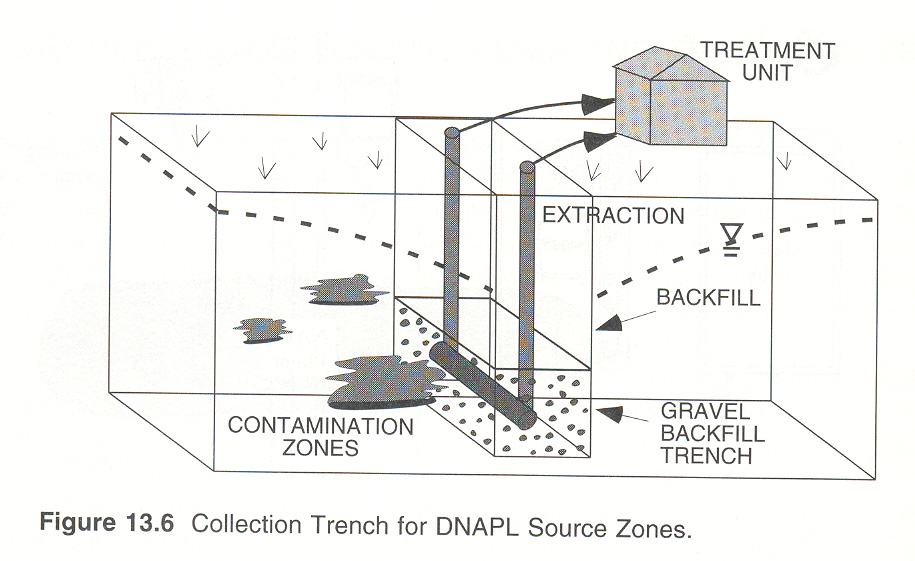 TREATMENT
UNIT
EXTRACTION
BACKFILL
GRAVEL
BACKFILL
TRENCH
CONTAMINATION
ZONES
Figure 13.6 Collection Trench for DNAPL Source Zones.